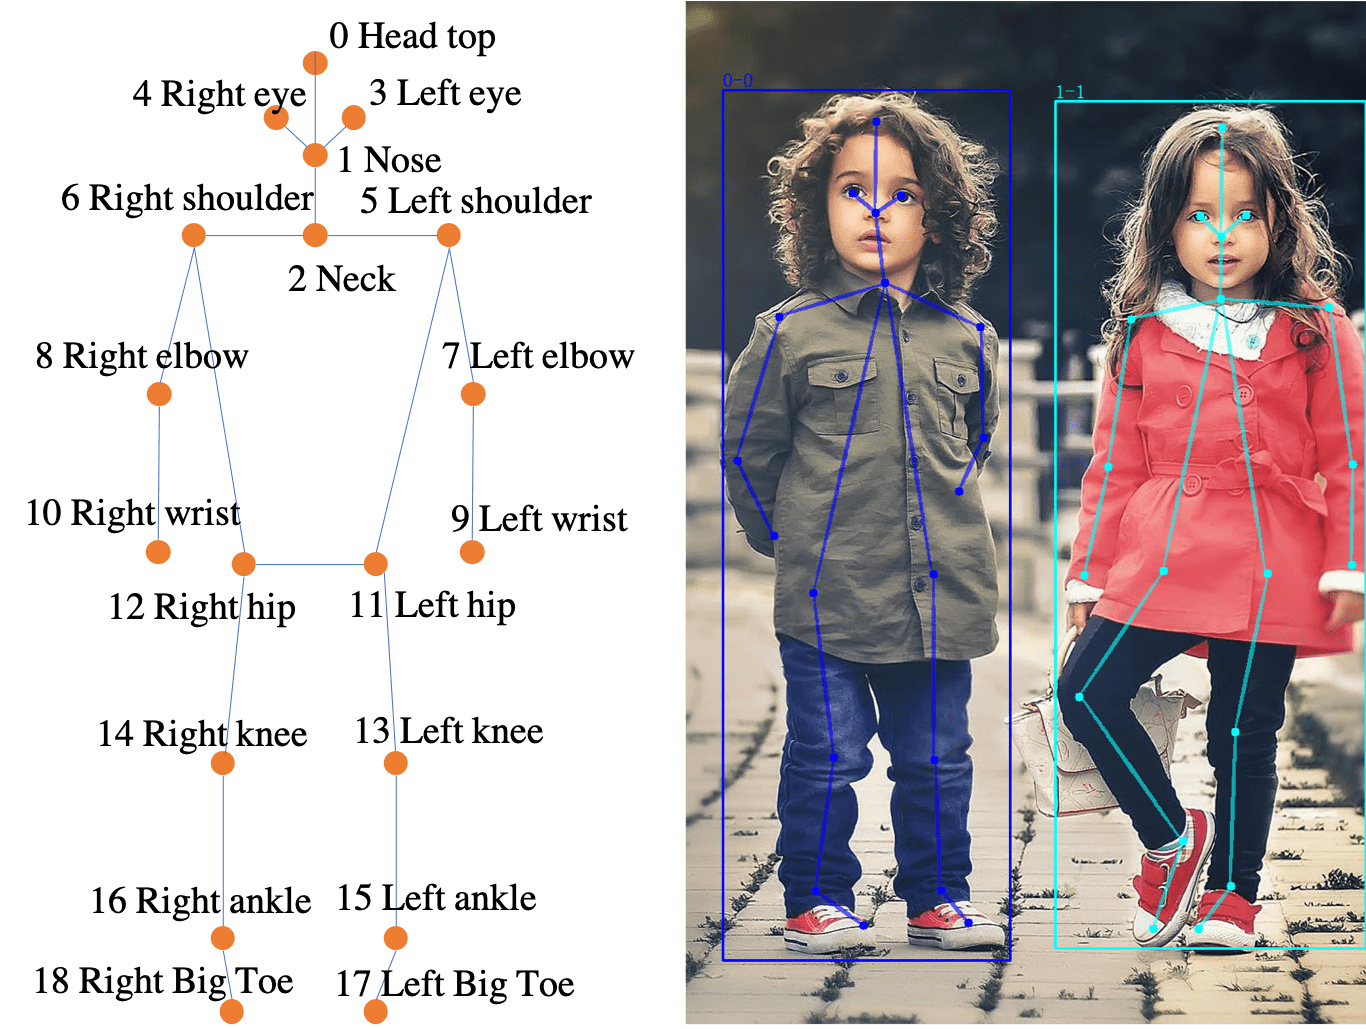 0 Head top
4 Right eye
3 Left eye
1 Nose
6 Right shoulder
5 Left shoulder
2 Neck
8 Right elbow
7 Left elbow
10 Right wrist
9 Left wrist
12 Right hip
11 Left hip
14 Right knee
13 Left knee
16 Right ankle
15 Left ankle
18 Right Big Toe
17 Left Big Toe
0-0
1-1